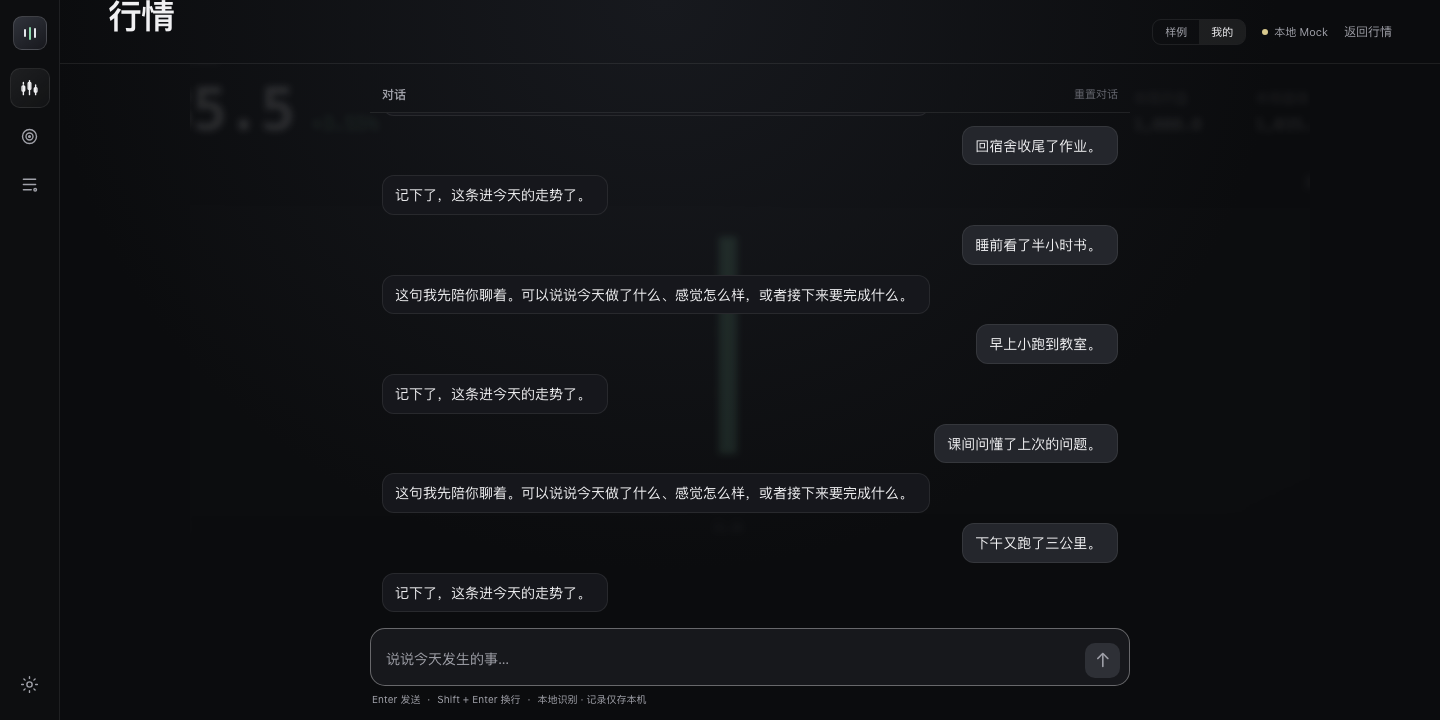 行情
样例 我的 本地 Mock 返回行情
5.5
对话 重置对话
回宿舍收尾了作业。
记下了，这条进今天的走势了。
睡前看了半小时书。
这句我先陪你聊着。可以说说今天做了什么、感觉怎么样，或者接下来要完成什么。
早上小跑到教室。
记下了，这条进今天的走势了。
课间问懂了上次的问题。
这句我先陪你聊着。可以说说今天做了什么、感觉怎么样，或者接下来要完成什么。
下午又跑了三公里。
记下了，这条进今天的走势了。
说说今天发生的事…
Enter 发送 · Shift + Enter 换行 · 本地识别 · 记录仅存本机